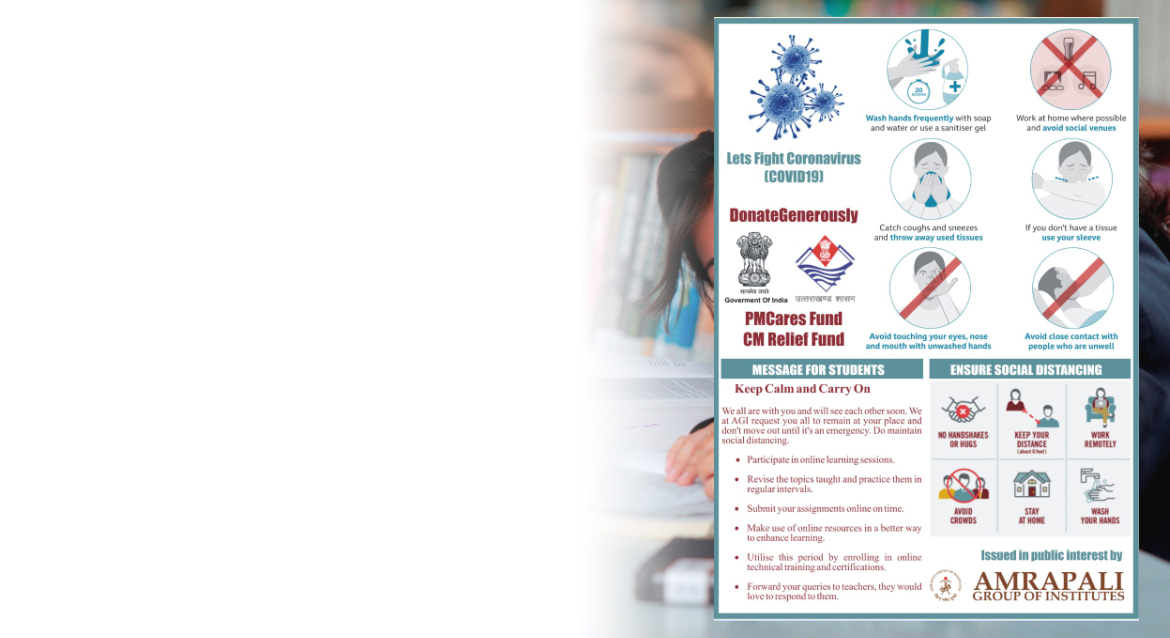 Lets Fight Coronavirus
(COVID19)
DonateGenerously
सत्यमेव जयते
Goverment Of India
उत्तराखण्ड शासन
PMCares Fund
CM Relief Fund
20
SECONDS
Wash hands frequently with soap
and water or use a sanitiser gel
Work at home where possible
and avoid social venues
Catch coughs and sneezes
and throw away used tissues
If you don't have a tissue
use your sleeve
Avoid touching your eyes, nose
and mouth with unwashed hands
Avoid close contact with
people who are unwell
MESSAGE FOR STUDENTS
Keep Calm and Carry On
We all are with you and will see each other soon. We
at AGI request you all to remain at your place and
don't move out until it's an emergency. Do maintain
social distancing.
• Participate in online learning sessions.
• Revise the topics taught and practice them in
regular intervals.
• Submit your assignments online on time.
• Make use of online resources in a better way
to enhance learning.
• Utilise this period by enrolling in online
technical training and certifications.
• Forward your queries to teachers, they would
love to respond to them.
ENSURE SOCIAL DISTANCING
NO HANDSHAKES
OR HUGS
KEEP YOUR
DISTANCE
(about 6 feet)
WORK
REMOTELY
AVOID
CROWDS
STAY
AT HOME
WASH
YOUR HANDS
Issued in public interest by
AMRAPALI
GROUP OF INSTITUTES